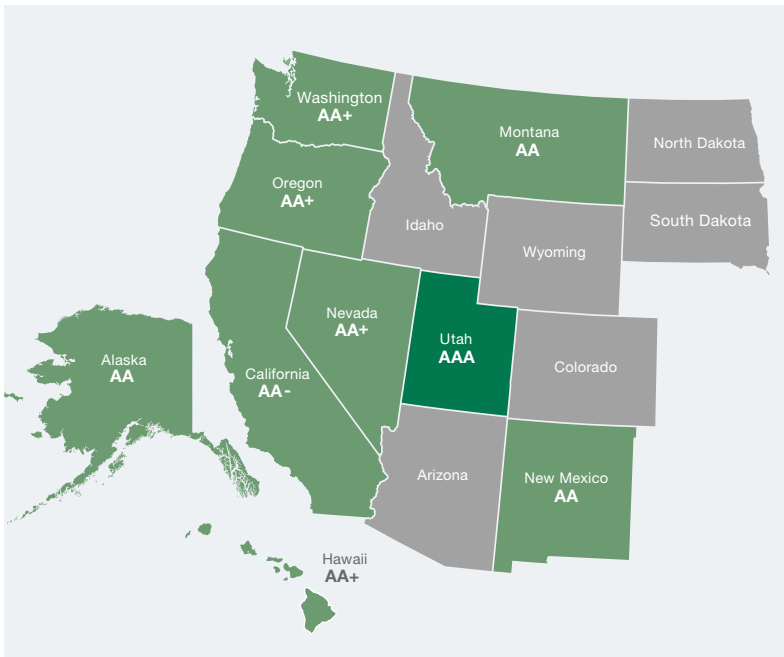 Washington
AA+
Montana
AA
North Dakota
Oregon
AA+
South Dakota
Idaho
Wyoming
Nevada
AA+
Utah
AAA
Alaska
AA
California
AA-
Colorado
Arizona
New Mexico
AA
Hawaii
AA+